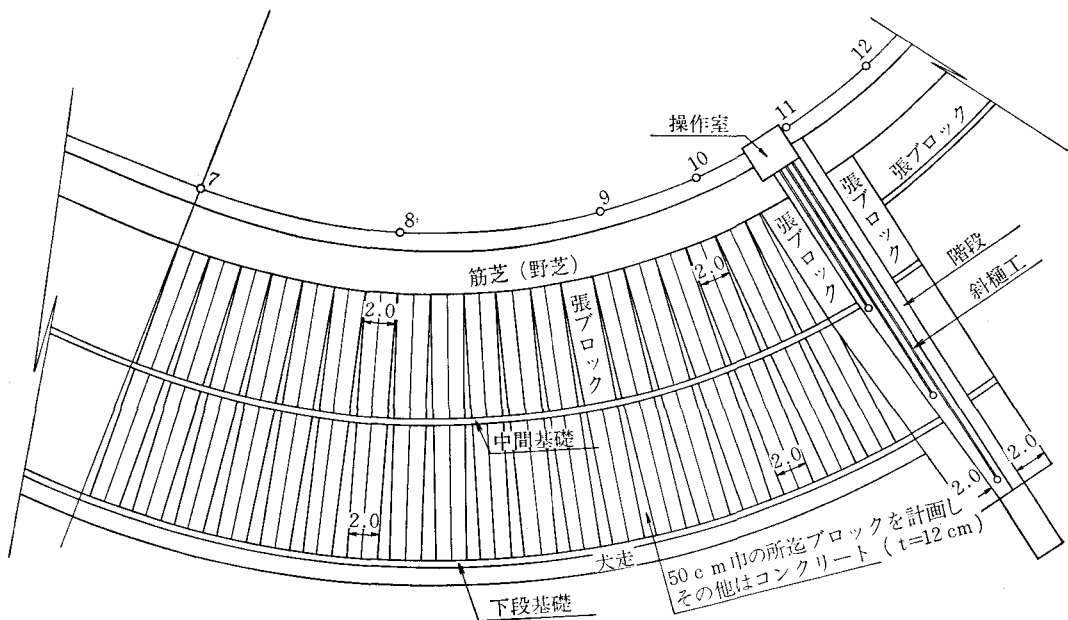 12
11
操作室
10
張ブロック
7
9
張ブロック
8
張ブロック
階段
筋芝（野芝）
2.0
斜樋工
2.0
張ブロック
中間基礎
2.0
2.0
2.0
2.0
犬走
50cm巾の所迄ブロックを計画し
その他はコンクリート（t=12cm）
下段基礎